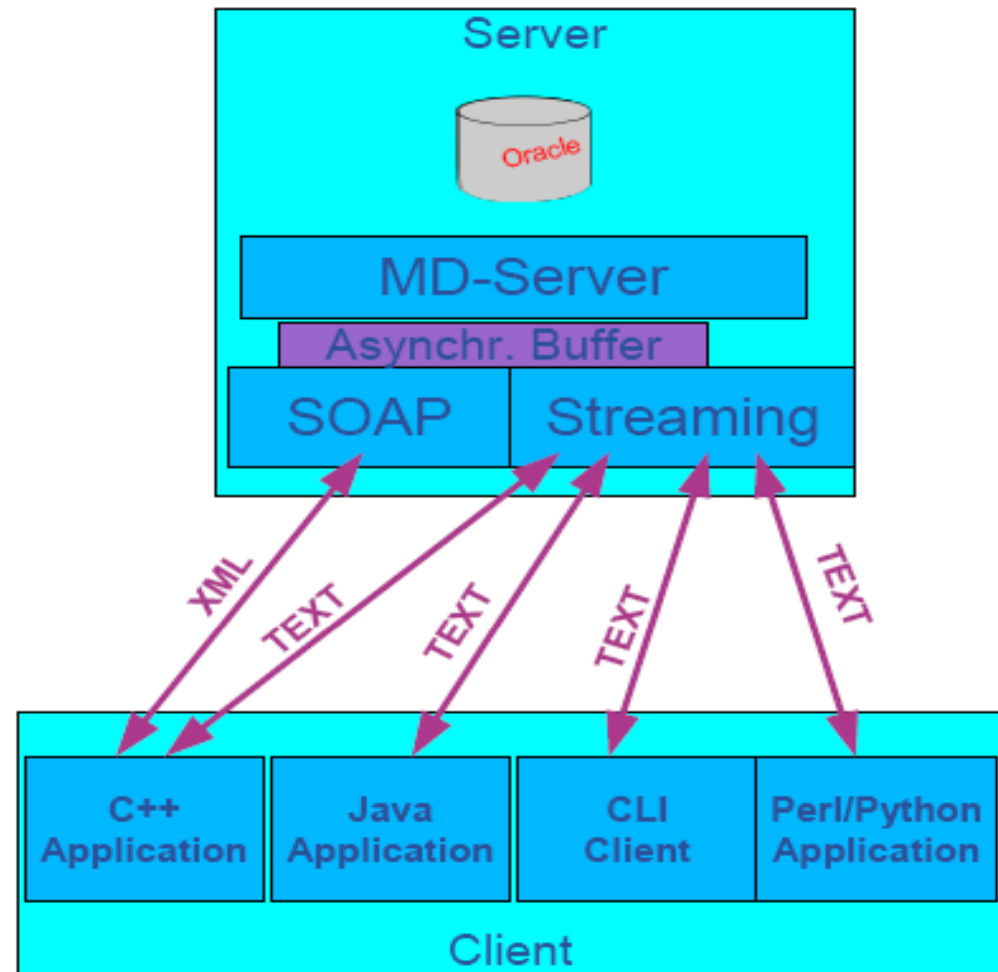 Server
Oracle
MD-Server
Asynchr. Buffer
SOAP
Streaming
XML
TEXT
TEXT
TEXT
TEXT
C++
Application
Java
Application
CLI
Client
Perl/Python
Application
Client